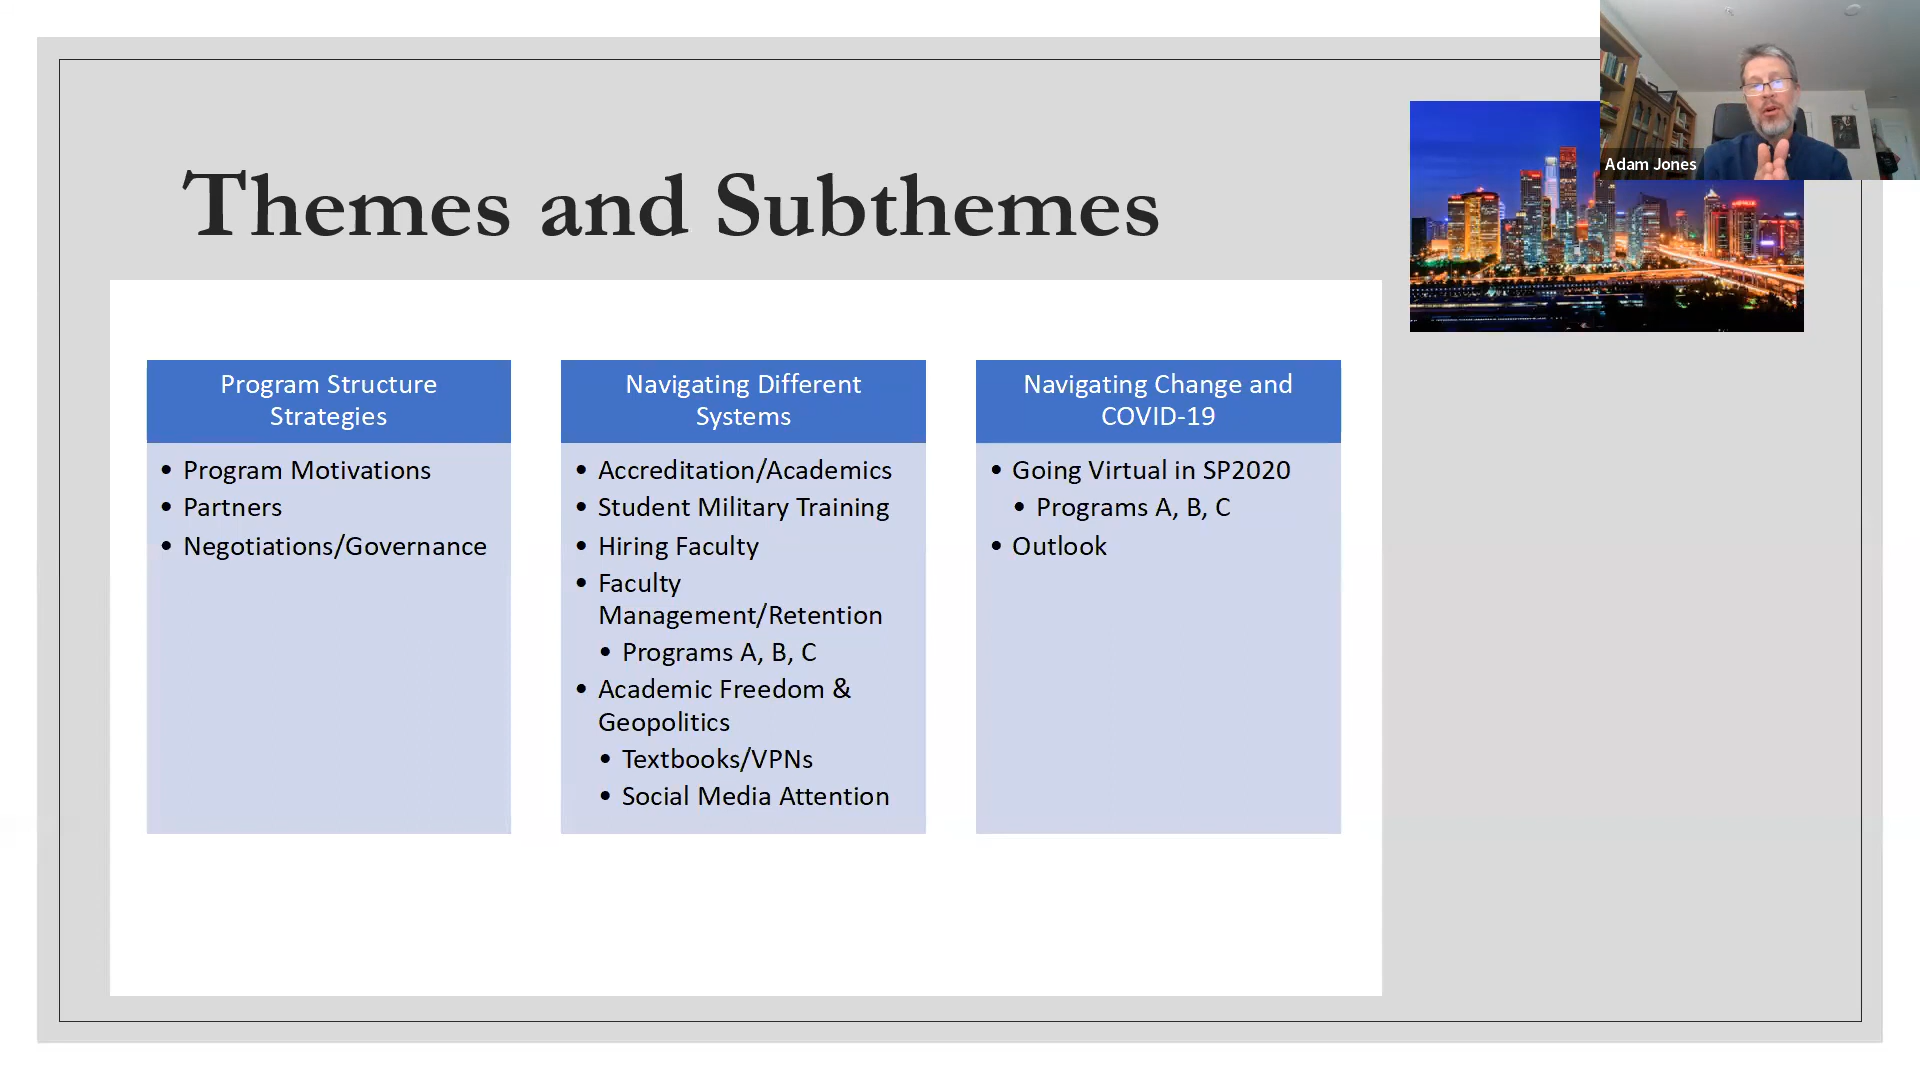 Adam Jones
Themes and Subthemes
Program Structure
Strategies
• Program Motivations
• Partners
• Negotiations/Governance
Navigating Different
Systems
• Accreditation/Academics
• Student Military Training
• Hiring Faculty
• Faculty
Management/Retention
• Programs A, B, C
• Academic Freedom &
Geopolitics
• Textbooks/VPNs
• Social Media Attention
Navigating Change and
COVID-19
• Going Virtual in SP2020
• Programs A, B, C
• Outlook